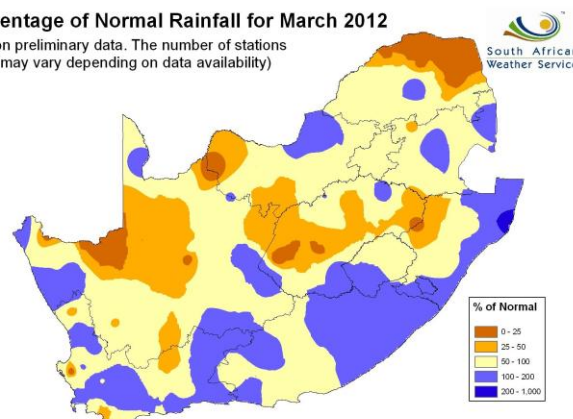 entage of Normal Rainfall for March 2012
on preliminary data. The number of stations
may vary depending on data availability)
South African
Weather Service
% of Normal
0 - 25
25 - 50
50 - 100
100 - 200
200 - 1,000